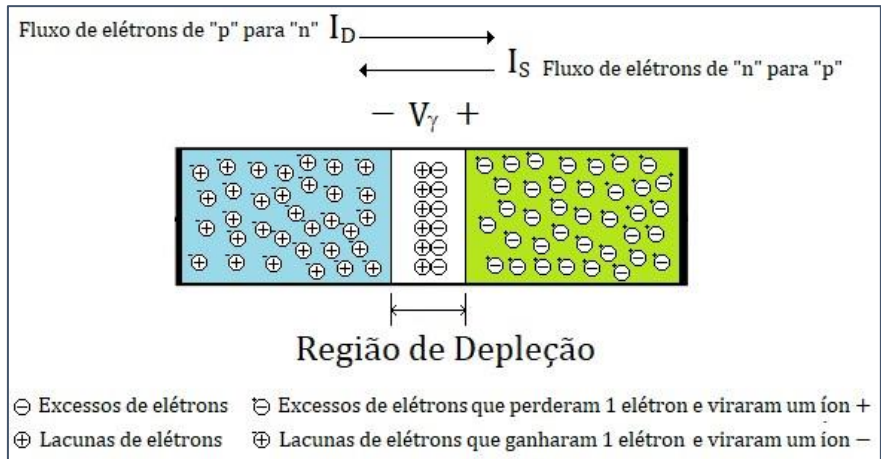 Fluxo de elétrons de "p" para "n" I_D
I_S Fluxo de elétrons de "n" para "p"
− Vγ +
Região de Depleção
⊖ Excessos de elétrons ⁺⊖ Excessos de elétrons que perderam 1 elétron e viraram um íon +
⊕ Lacunas de elétrons ⁻⊕ Lacunas de elétrons que ganharam 1 elétron e viraram um íon −